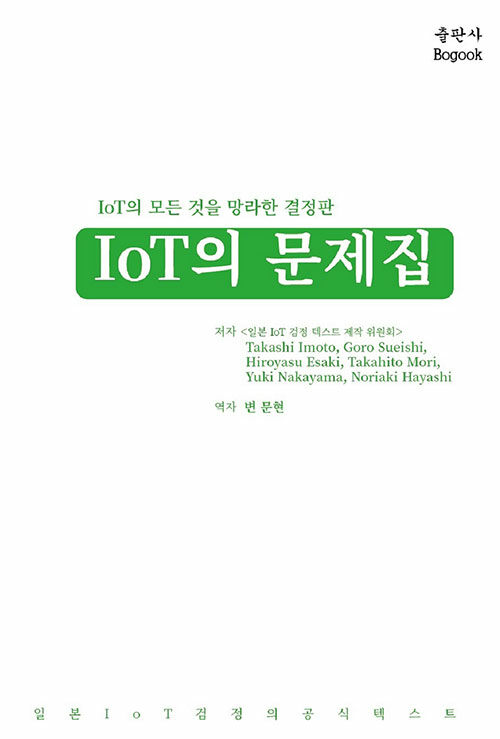 출판사
Bogook
IoT의 모든 것을 망라한 결정판
IoT의 문제집
저자 <일본 IoT 검정 텍스트 제작 위원회>
Takashi Imoto, Goro Sueishi,
Hiroyasu Esaki, Takahito Mori,
Yuki Nakayama, Noriaki Hayashi
역자 변 문현
일본IoT검정의공식텍스트